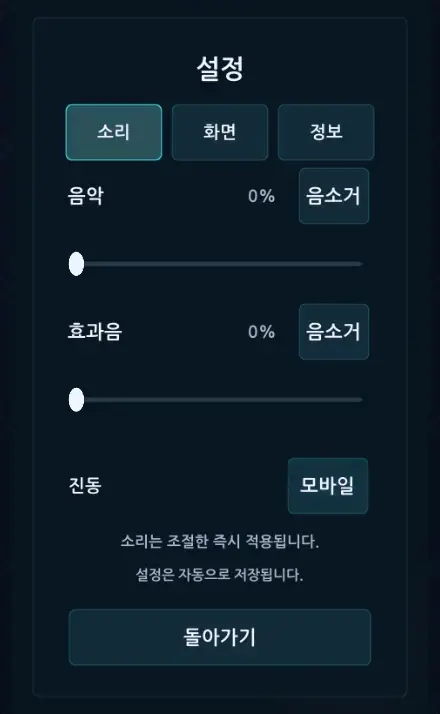 설정
소리 화면 정보
음악 0% 음소거
효과음 0% 음소거
진동 모바일
소리는 조절한 즉시 적용됩니다.
설정은 자동으로 저장됩니다.
돌아가기